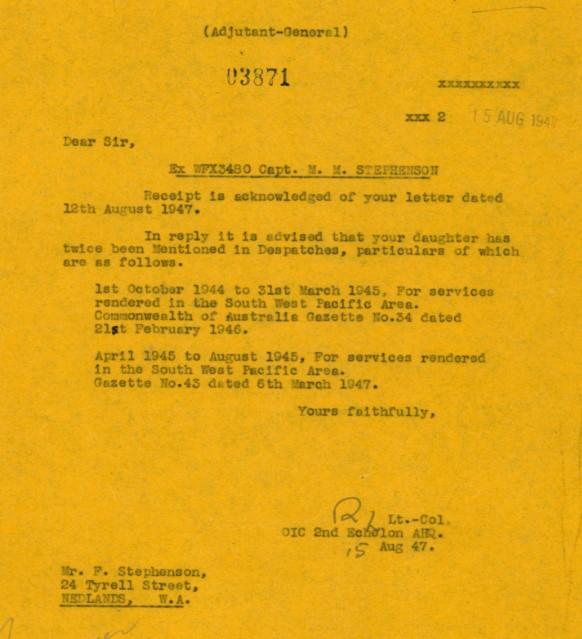 (Adjutant-General)
03871
xxxxxxxxxx
xxx 2 15 AUG 194
Dear Sir,
Ex WFX3480 Capt. M. M. STEPHENSON
Receipt is acknowledged of your letter dated
12th August 1947.
In reply it is advised that your daughter has
twice been Mentioned in Despatches, particulars of which
are as follows.
1st October 1944 to 31st March 1945, For services
rendered in the South West Pacific Area.
Commonwealth of Australia Gazette No.34 dated
21st February 1946.
April 1945 to August 1945, For services rendered
in the South West Pacific Area.
Gazette No.43 dated 6th March 1947.
Yours faithfully,
Lt.-Col.
OIC 2nd Echelon AHQ.
15 Aug 47.
Mr. F. Stephenson,
24 Tyrell Street,
NEDLANDS, W.A.